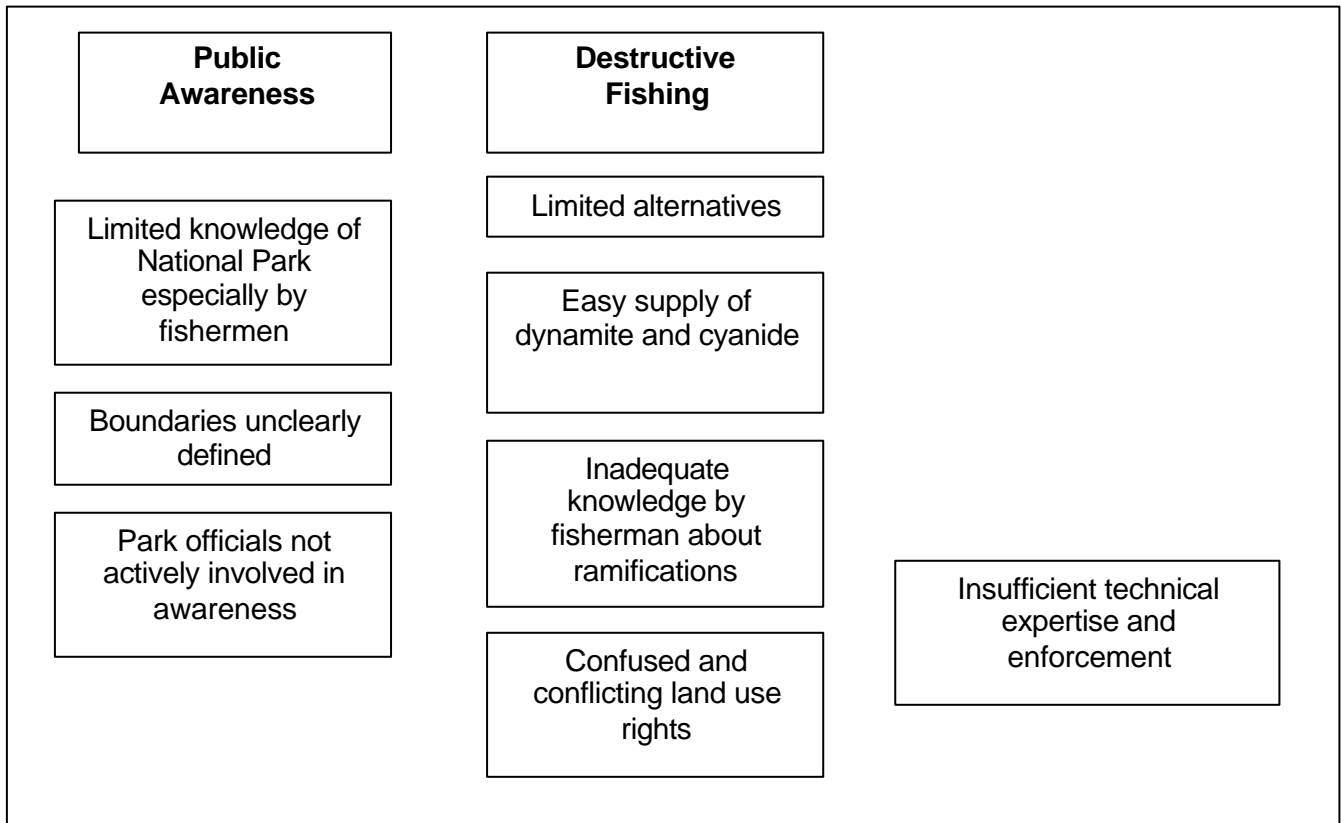 Public
Awareness
Limited knowledge of
National Park
especially by
fishermen
Boundaries unclearly
defined
Park officials not
actively involved in
awareness
Destructive
Fishing
Limited alternatives
Easy supply of
dynamite and cyanide
Inadequate
knowledge by
fisherman about
ramifications
Confused and
conflicting land use
rights
Insufficient technical
expertise and
enforcement